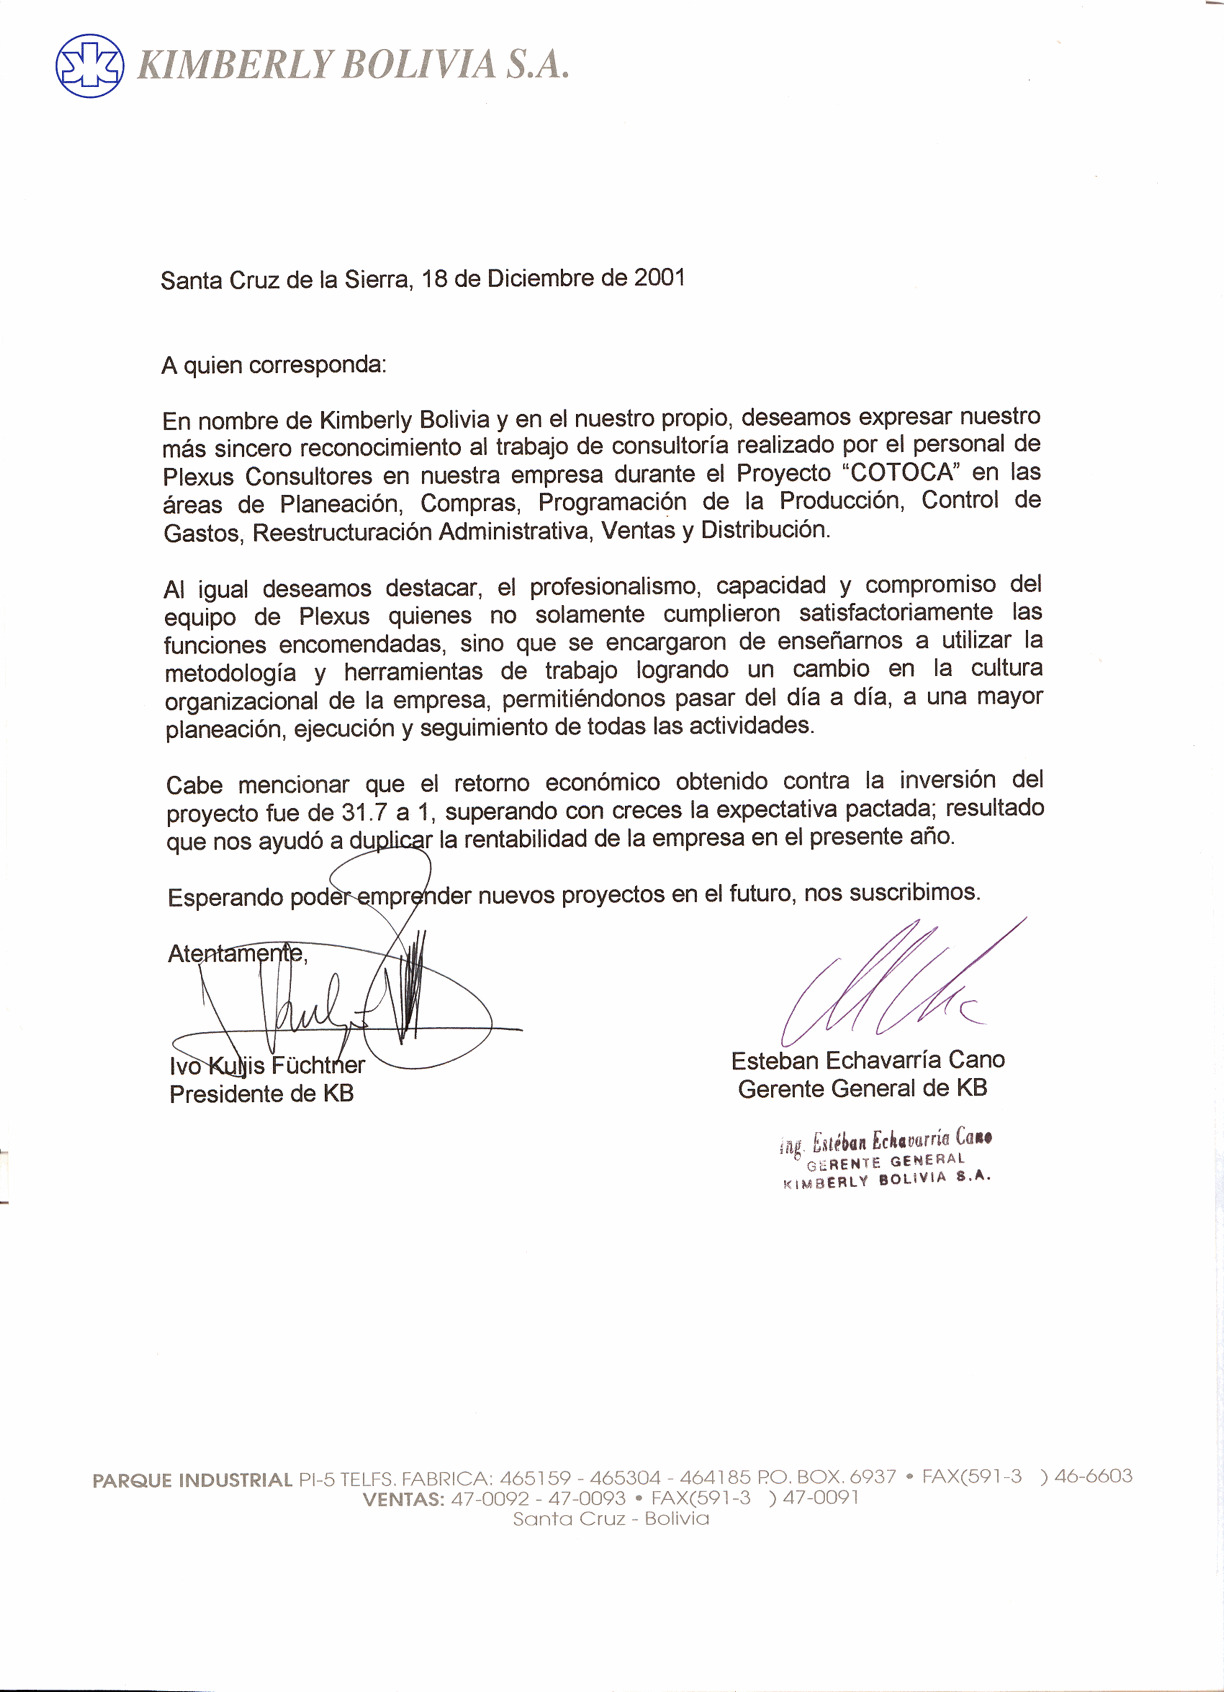 KIMBERLY BOLIVIA S.A.
Santa Cruz de la Sierra, 18 de Diciembre de 2001
A quien corresponda:
En nombre de Kimberly Bolivia y en el nuestro propio, deseamos expresar nuestro
más sincero reconocimiento al trabajo de consultoría realizado por el personal de
Plexus Consultores en nuestra empresa durante el Proyecto “COTOCA” en las
áreas de Planeación, Compras, Programación de la Producción, Control de
Gastos, Reestructuración Administrativa, Ventas y Distribución.
Al igual deseamos destacar, el profesionalismo, capacidad y compromiso del
equipo de Plexus quienes no solamente cumplieron satisfactoriamente las
funciones encomendadas, sino que se encargaron de enseñarnos a utilizar la
metodología y herramientas de trabajo logrando un cambio en la cultura
organizacional de la empresa, permitiéndonos pasar del día a día, a una mayor
planeación, ejecución y seguimiento de todas las actividades.
Cabe mencionar que el retorno económico obtenido contra la inversión del
proyecto fue de 31.7 a 1, superando con creces la expectativa pactada; resultado
que nos ayudó a duplicar la rentabilidad de la empresa en el presente año.
Esperando poder emprender nuevos proyectos en el futuro, nos suscribimos.
Atentamente,
Ivo Kuljis Füchtner
Presidente de KB
Esteban Echavarría Cano
Gerente General de KB
Ing. Estéban Echavarría Cano
GERENTE GENERAL
KIMBERLY BOLIVIA S.A.
PARQUE INDUSTRIAL PI-5 TELFS. FABRICA: 465159 - 465304 - 464185 P.O. BOX. 6937 • FAX(591-3 ) 46-6603
VENTAS: 47-0092 - 47-0093 • FAX(591-3 ) 47-0091
Santa Cruz - Bolivia